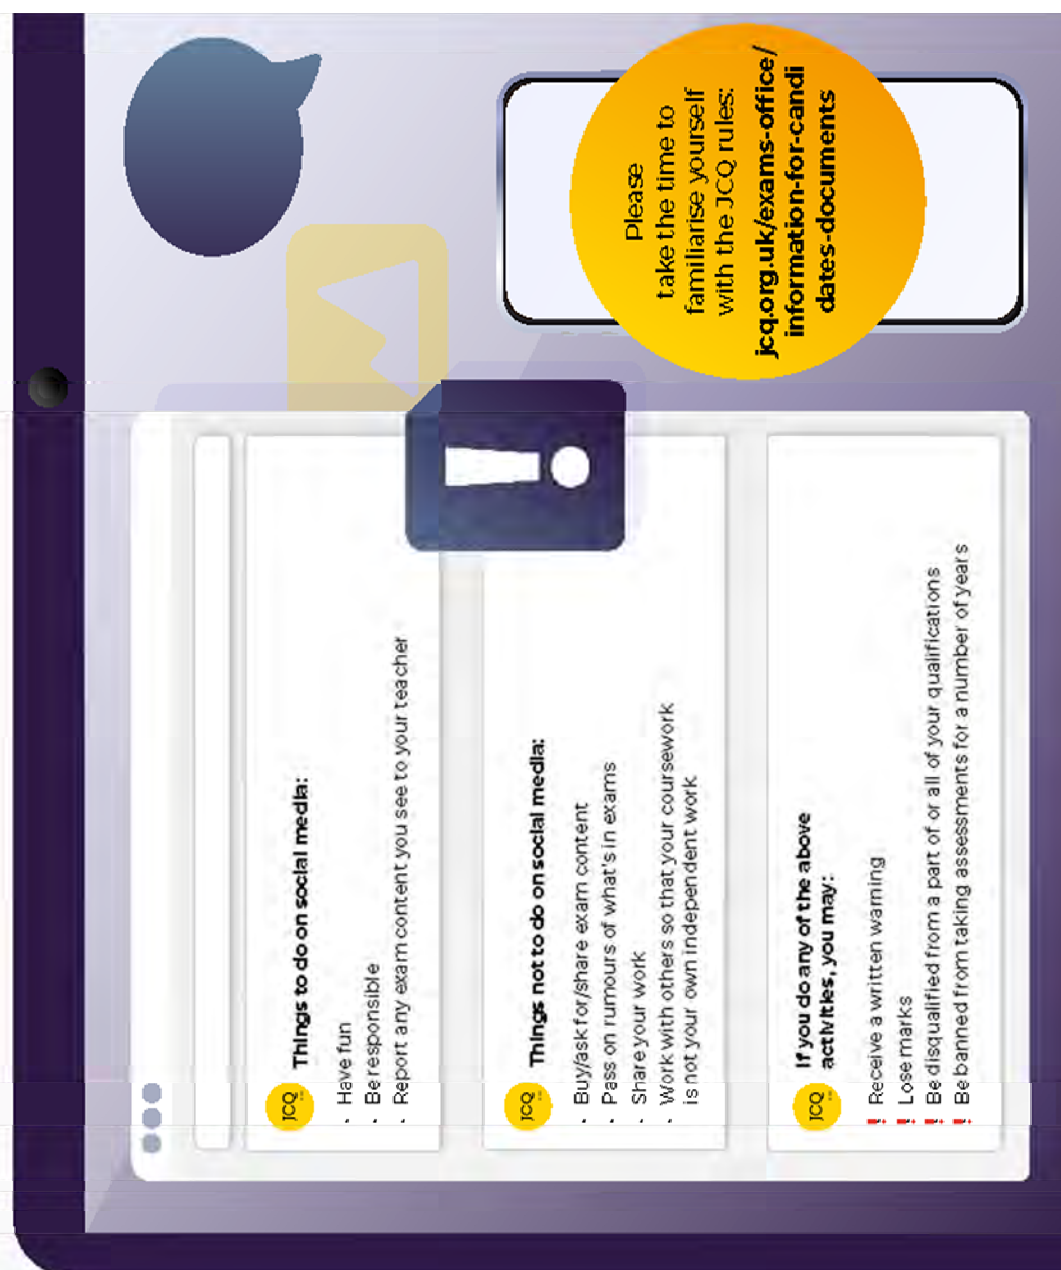 JCQ
Things to do on social media:
- Have fun
- Be responsible
- Report any exam content you see to your teacher
JCQ
Things not to do on social media:
- Buy/ask for/share exam content
- Pass on rumours of what's in exams
- Share your work
- Work with others so that your coursework
is not your own independent work
JCQ
If you do any of the above
activities, you may:
! Receive a written warning
! Lose marks
! Be disqualified from a part of or all of your qualifications
! Be banned from taking assessments for a number of years
!
Please
take the time to
familiarise yourself
with the JCQ rules:
jcq.org.uk/exams-office/
information-for-candi
dates-documents